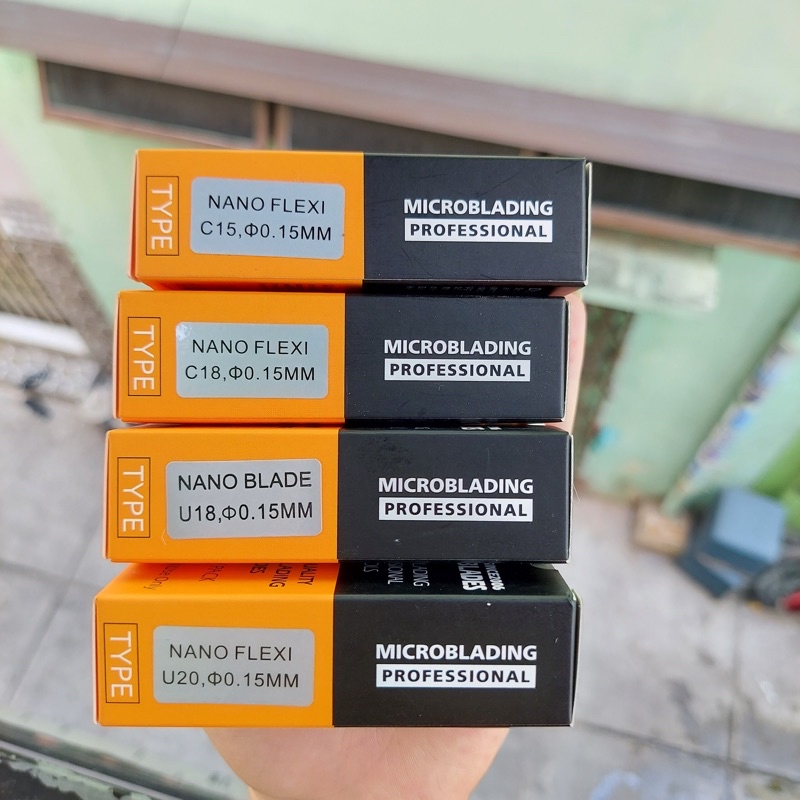 TYPE
NANO FLEXI
C15,Φ0.15MM
MICROBLADING
PROFESSIONAL
TYPE
NANO FLEXI
C18,Φ0.15MM
MICROBLADING
PROFESSIONAL
TYPE
NANO BLADE
U18,Φ0.15MM
MICROBLADING
PROFESSIONAL
TYPE
NANO FLEXI
U20,Φ0.15MM
MICROBLADING
PROFESSIONAL